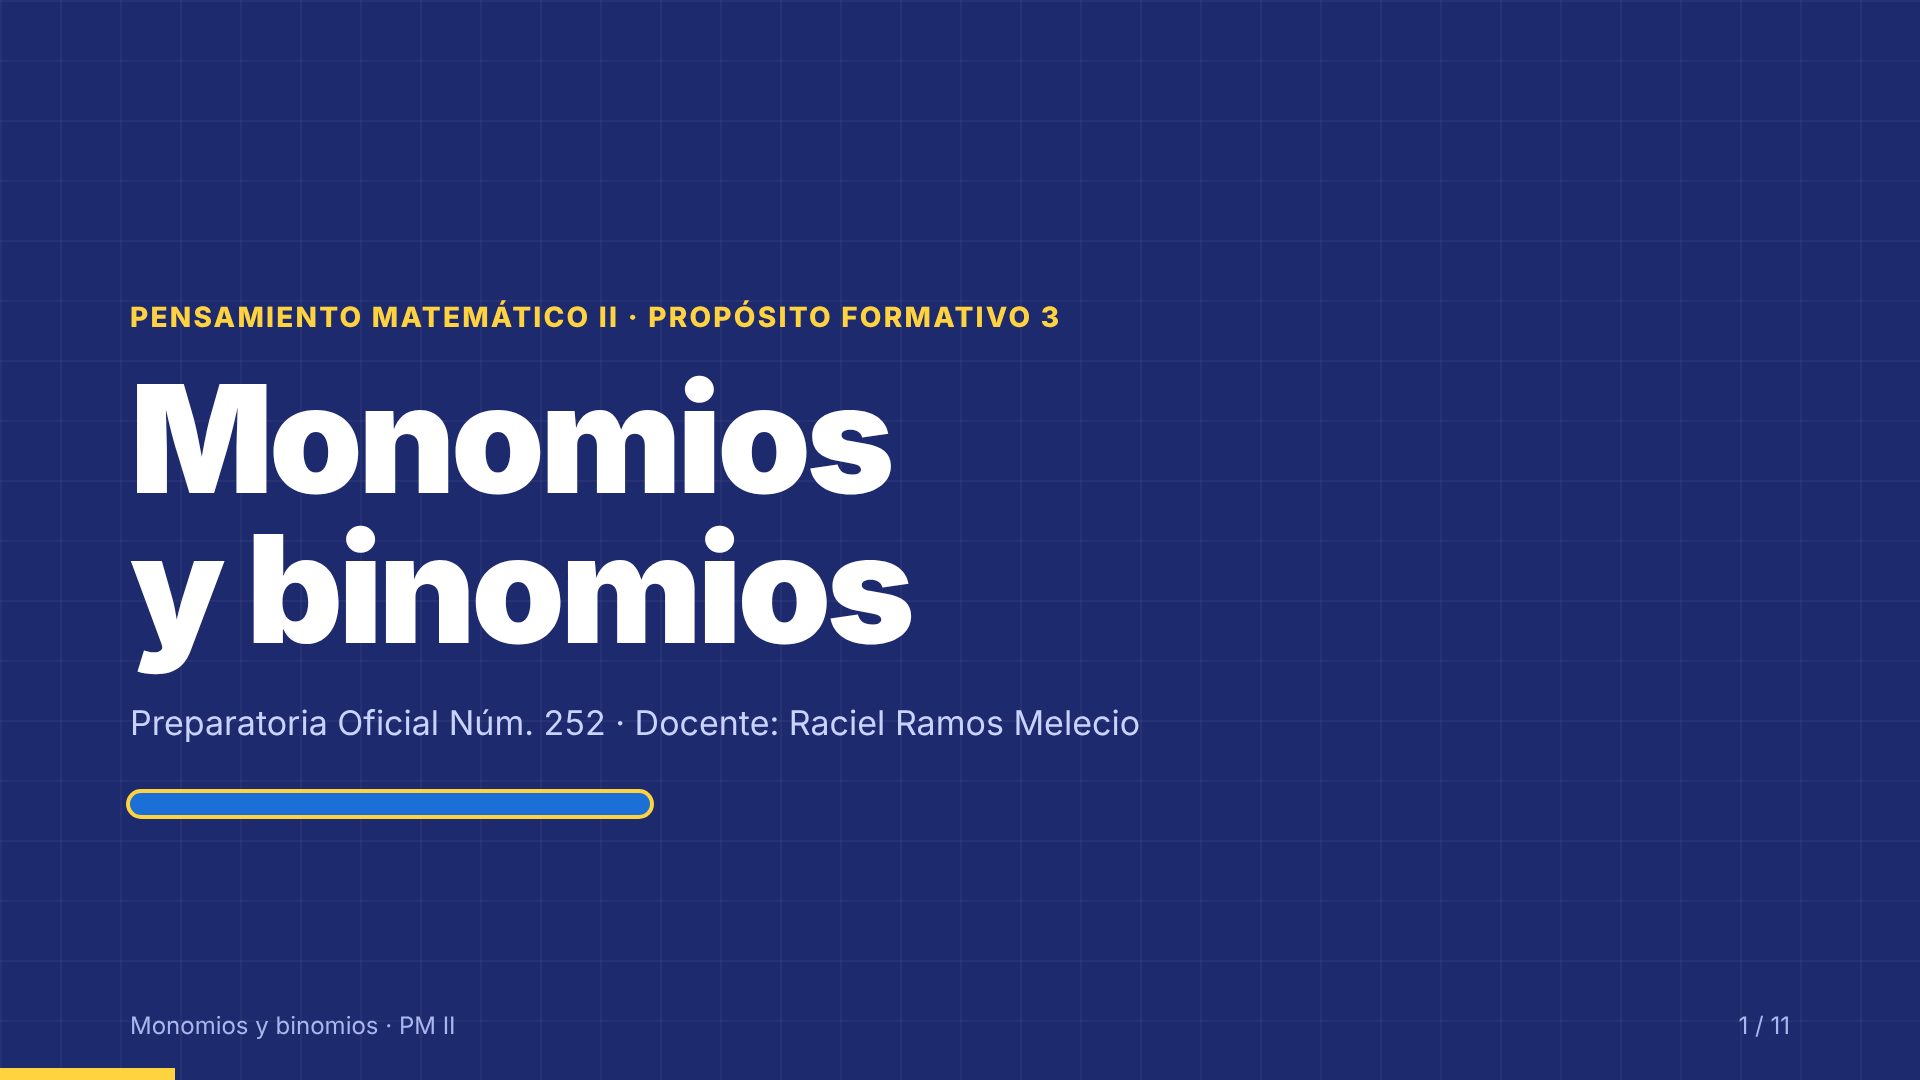 PENSAMIENTO MATEMÁTICO II · PROPÓSITO FORMATIVO 3
Monomios
y binomios
Preparatoria Oficial Núm. 252 · Docente: Raciel Ramos Melecio
Monomios y binomios · PM II
1 / 11